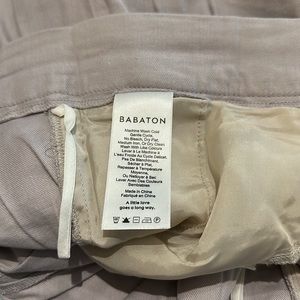 BABATON
Machine Wash Cold
Gentle Cycle,
No Bleach, Dry Flat,
Medium Iron, Or Dry Clean
Wash With Like Colours
Laver à La Machine À
L'eau Froide Au Cycle Délicat,
Pas De Blanchiment,
Sécher à Plat,
Repasser à Température
Moyenne,
Ou Nettoyer à Sec
Laver Avec Des Couleurs
Semblables
Made in China
Fabriqué en Chine
A little love
goes a long way.